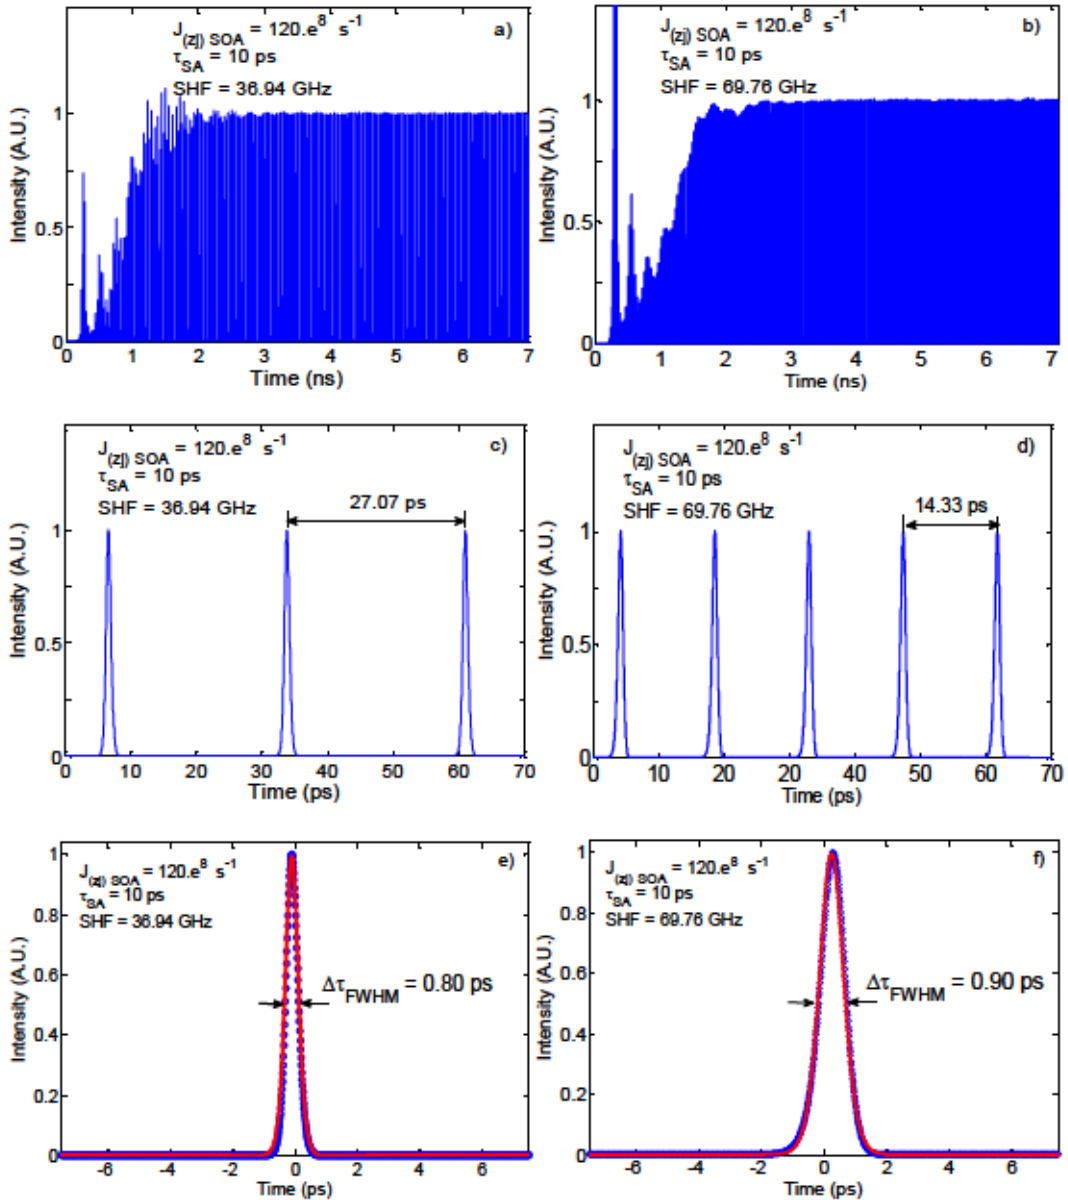 J(zj) SOA = 120.e8 s-1
a)
τSA = 10 ps
SHF = 36.94 GHz
Intensity (A.U.)
1
0.5
0
0 1 2 3 4 5 6 7
Time (ns)
J(zj) SOA = 120.e8 s-1
b)
τSA = 10 ps
SHF = 69.76 GHz
Intensity (A.U.)
1
0.5
0
0 1 2 3 4 5 6 7
Time (ns)
J(zj) SOA = 120.e8 s-1
c)
τSA = 10 ps
SHF = 36.94 GHz
27.07 ps
Intensity (A.U.)
1
0.5
0
0 10 20 30 40 50 60 70
Time (ps)
J(zj) SOA = 120.e8 s-1
d)
τSA = 10 ps
SHF = 69.76 GHz
14.33 ps
Intensity (A.U.)
1
0.5
0
0 10 20 20 40 50 60 70
Time (ps)
J(zj) SOA = 120.e8 s-1
e)
τSA = 10 ps
SHF = 36.94 GHz
ΔτFWHM = 0.80 ps
Intensity (A.U.)
1
0.8
0.6
0.4
0.2
0
-6 -4 -2 0 2 4 6
Time (ps)
J(zj) SOA = 120.e8 s-1
f)
τSA = 10 ps
SHF = 69.76 GHz
ΔτFWHM = 0.90 ps
Intensity (A.U.)
1
0.8
0.6
0.4
0.2
0
-6 -4 -2 0 2 4 6
Time (ps)